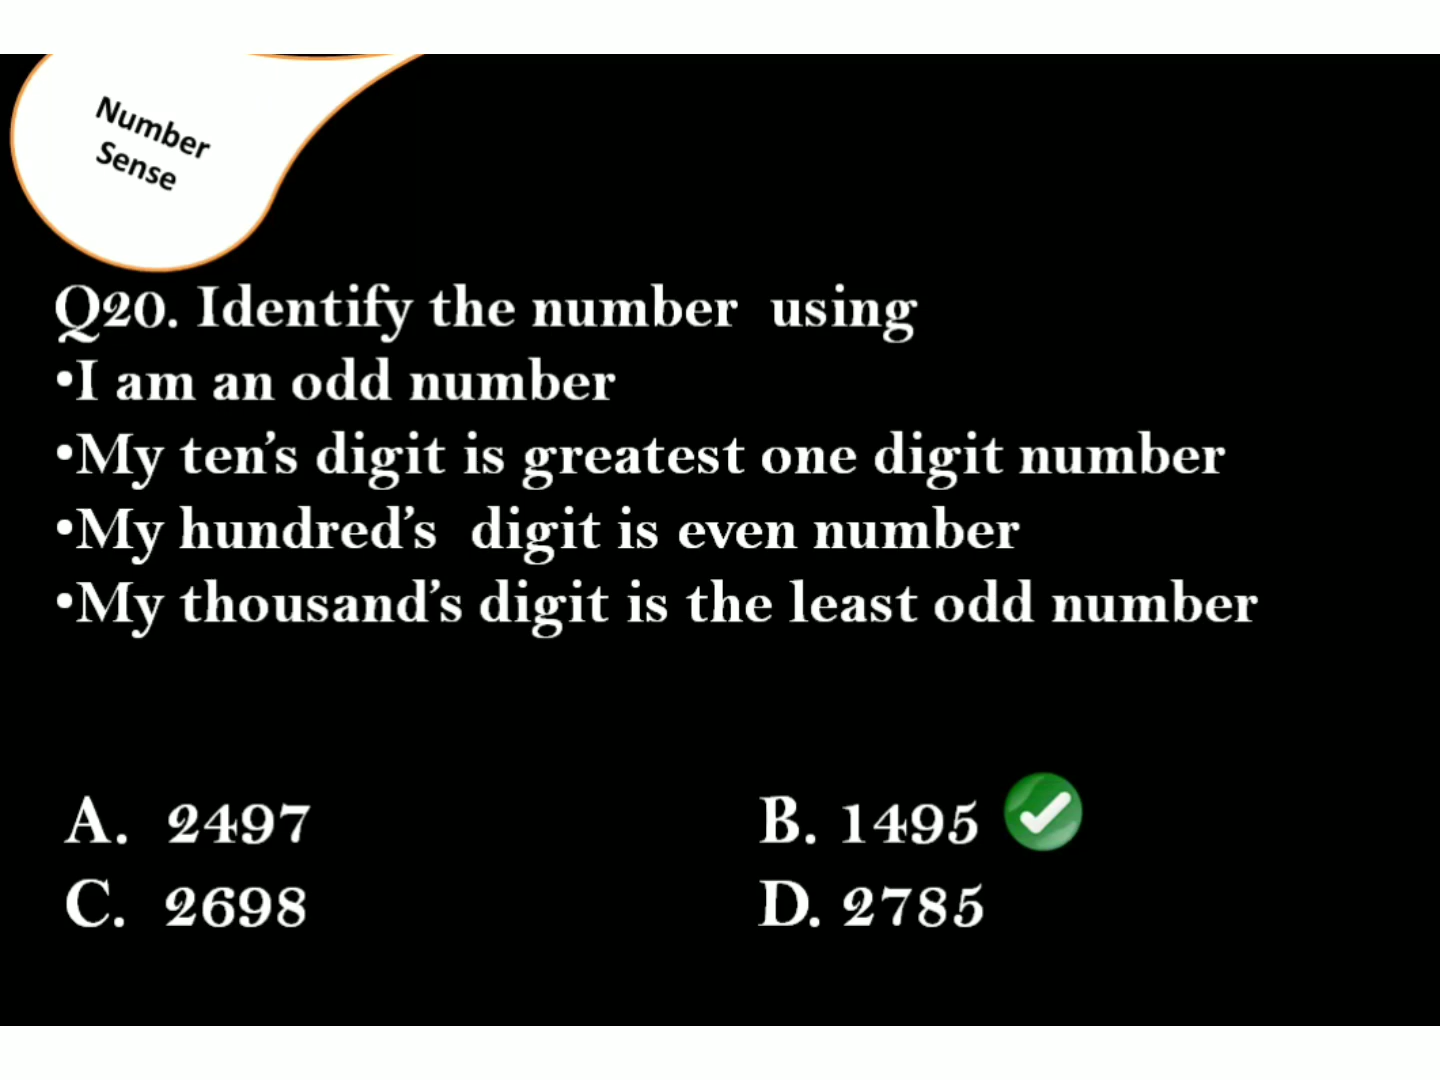 Number
Sense
Q20. Identify the number using
•I am an odd number
•My ten’s digit is greatest one digit number
•My hundred’s digit is even number
•My thousand’s digit is the least odd number
A. 2497
B. 1495
C. 2698
D. 2785